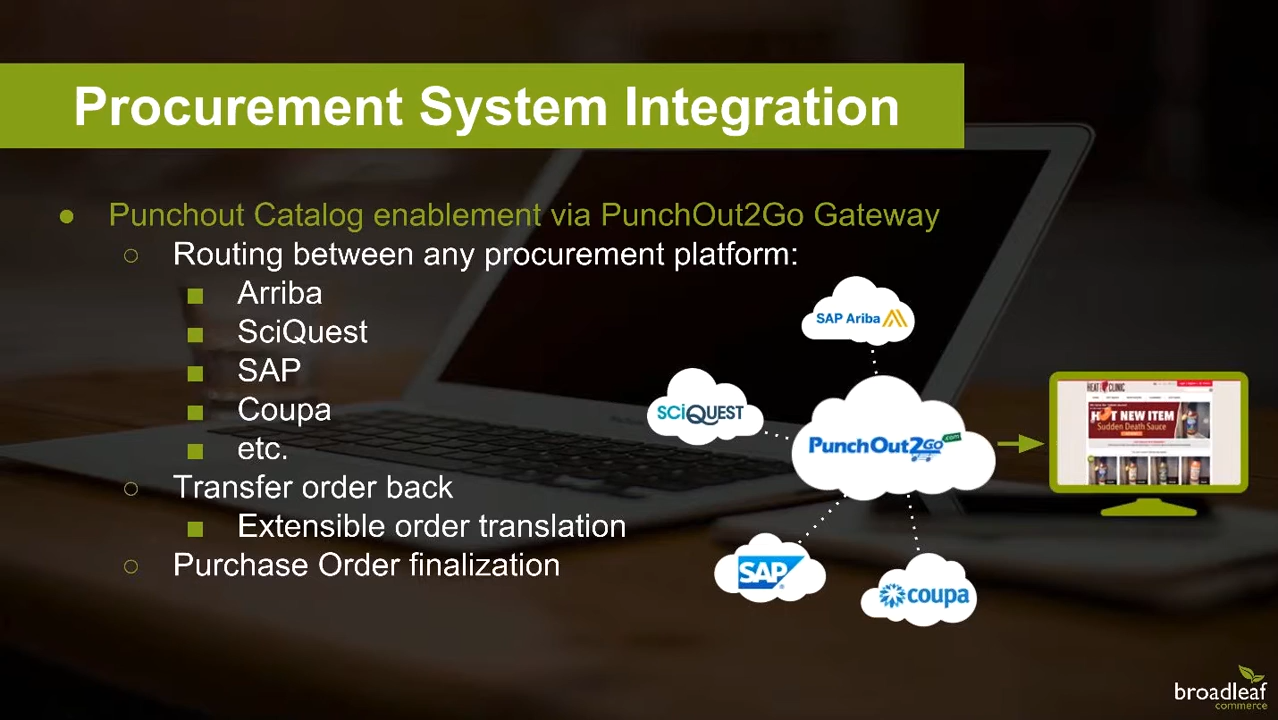 Procurement System Integration
● Punchout Catalog enablement via PunchOut2Go Gateway
○ Routing between any procurement platform:
■ Arriba
■ SciQuest
■ SAP
■ Coupa
■ etc.
○ Transfer order back
■ Extensible order translation
○ Purchase Order finalization
SAP Ariba
SCIQUEST
PunchOut2Go.com
SAP®
coupa
HEAT CLINIC
HOT NEW ITEM
Sudden Death Sauce
broadleaf
commerce